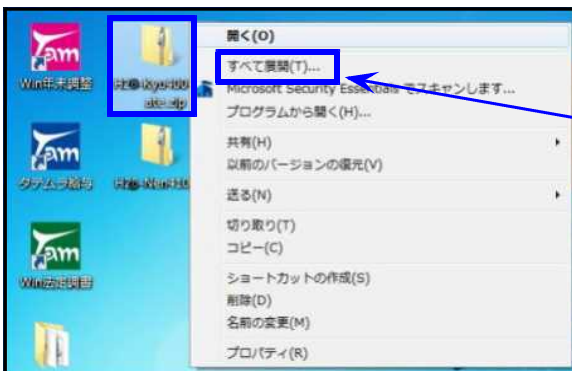 Tam
Win年末調整
Tam
タテムラ給与
Tam
Win法定調書
開く(O)
すべて展開(T)...
Microsoft Security Essentials でスキャンします...
プログラムから開く(H)...
共有(H)
以前のバージョンの復元(V)
送る(N)
切り取り(T)
コピー(C)
ショートカットの作成(S)
削除(D)
名前の変更(M)
プロパティ(R)